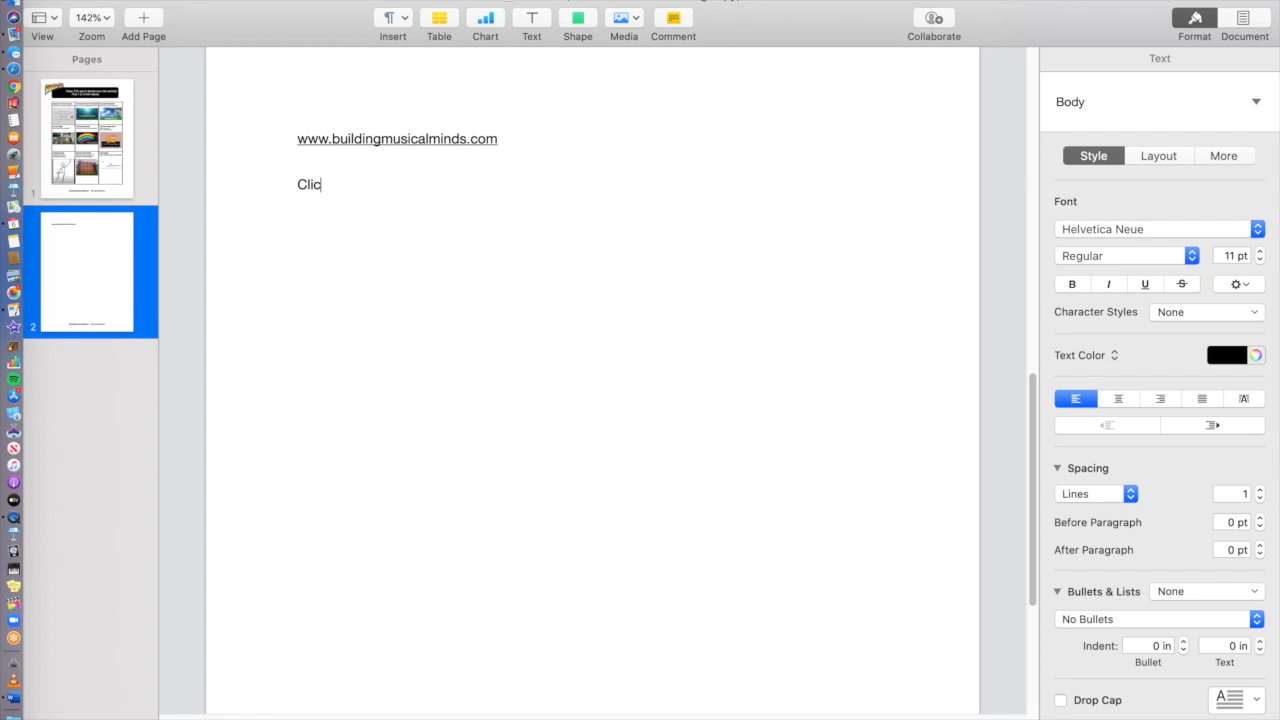 142%
View
Zoom
Add Page
Insert
Table
Chart
Text
Shape
Media
Comment
Collaborate
Format
Document
Pages
1
2
www.buildingmusicalminds.com
Clic
Text
Body
Style
Layout
More
Font
Helvetica Neue
Regular
11 pt
B
I
U
S
Character Styles
None
Text Color
Spacing
Lines
1
Before Paragraph
0 pt
After Paragraph
0 pt
Bullets & Lists
None
No Bullets
Indent:
0 in
0 in
Bullet
Text
Drop Cap
A